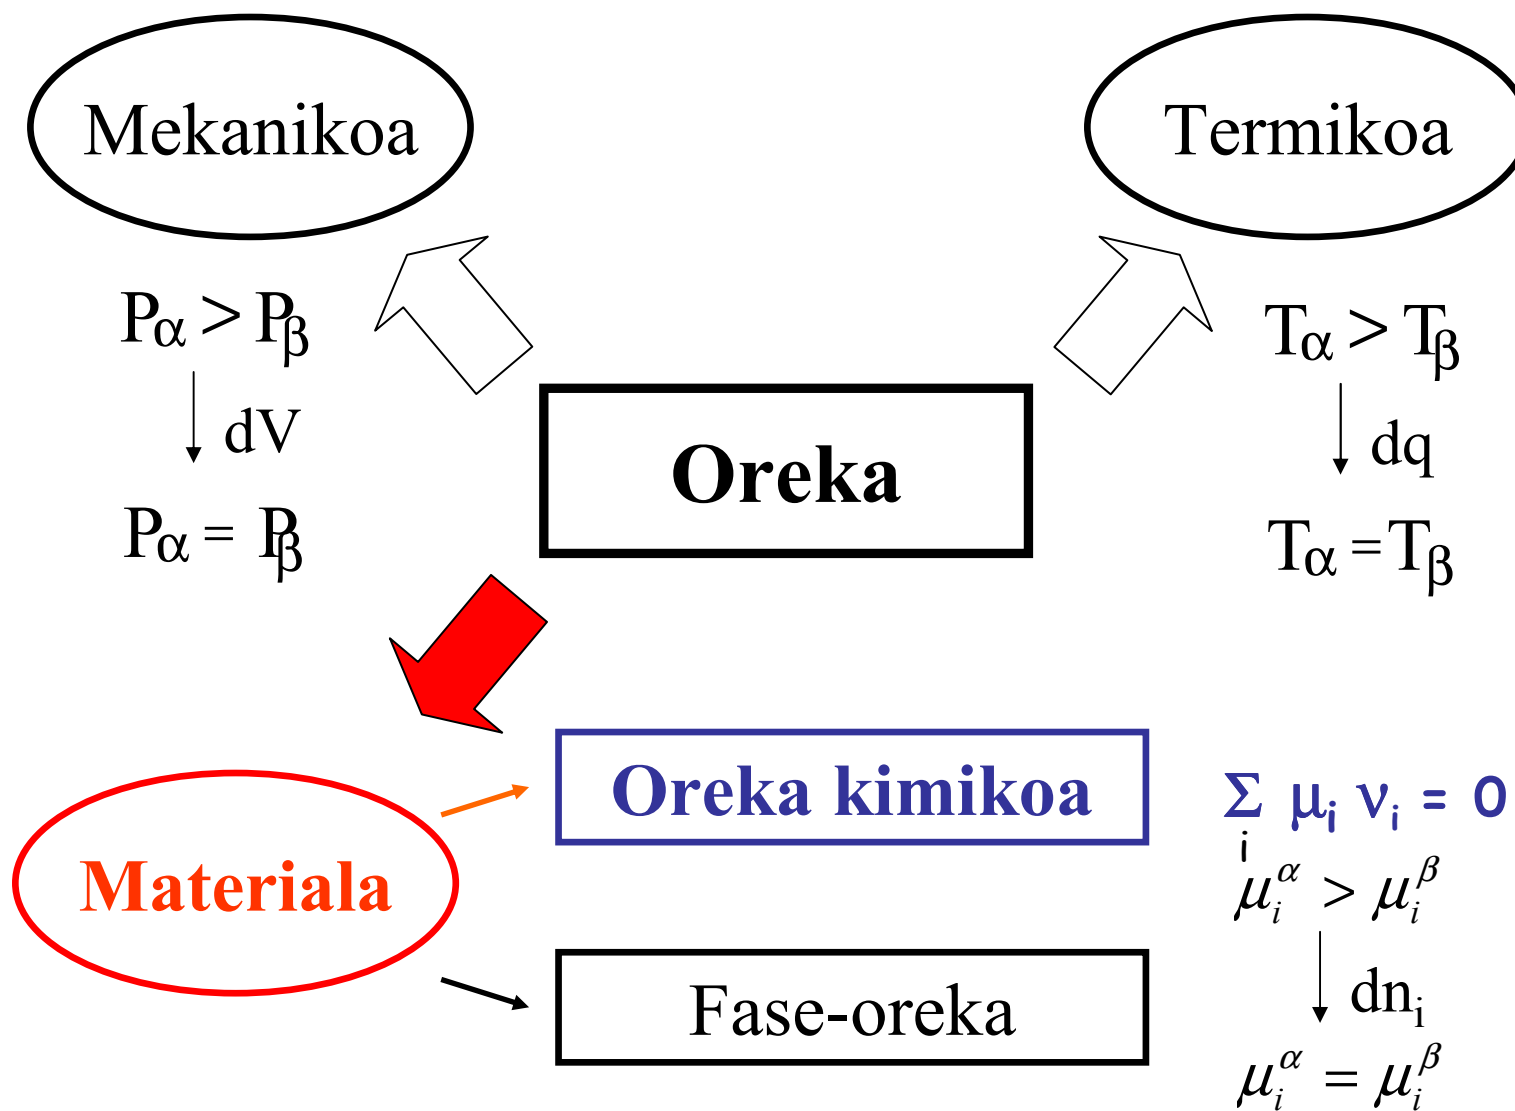 Mekanikoa
Termikoa
Pα > Pβ
dV
Pα = Pβ
Tα > Tβ
dq
Tα = Tβ
Oreka
Materiala
Oreka kimikoa
Σ μi νi = 0
i
μiα > μiβ
Fase-oreka
dni
μiα = μiβ